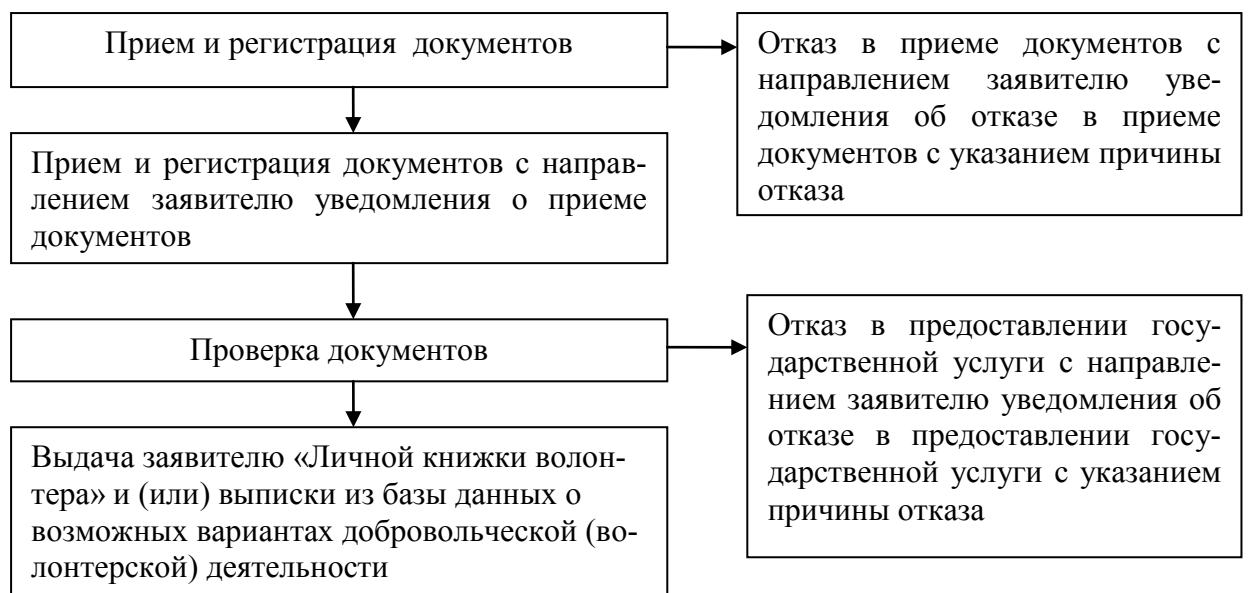 Прием и регистрация документов
Отказ в приеме документов с
направлением заявителю уве-
домления об отказе в приеме
документов с указанием причины
отказа
Прием и регистрация документов с направ-
лением заявителю уведомления о приеме
документов
Проверка документов
Отказ в предоставлении госу-
дарственной услуги с направле-
нием заявителю уведомления об
отказе в предоставлении госу-
дарственной услуги с указанием
причины отказа
Выдача заявителю «Личной книжки волон-
тера» и (или) выписки из базы данных о
возможных вариантах добровольческой (во-
лонтерской) деятельности